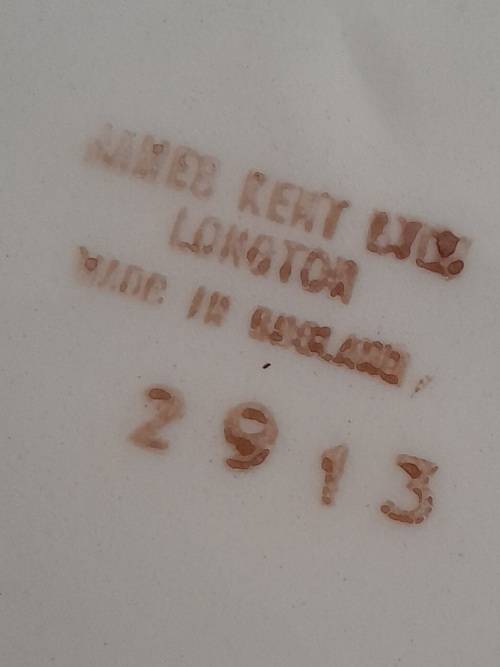 JAMES KENT LTD.
LONGTON
MADE IN ENGLAND
2913